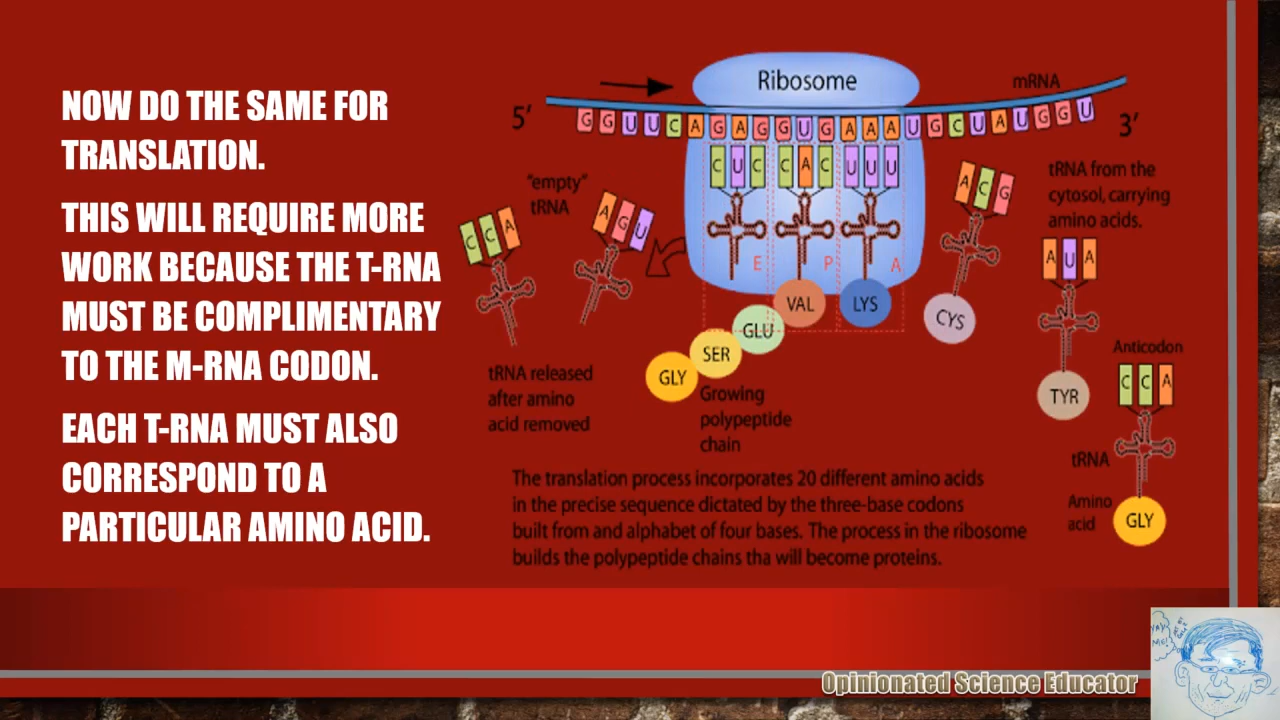 NOW DO THE SAME FOR
TRANSLATION.
THIS WILL REQUIRE MORE
WORK BECAUSE THE T-RNA
MUST BE COMPLIMENTARY
TO THE M-RNA CODON.
EACH T-RNA MUST ALSO
CORRESPOND TO A
PARTICULAR AMINO ACID.
Ribosome
mRNA
5'
G G U U C A G A G G U G A A A U G C U A U G G U
3'
C U C
C A C
U U U
"empty"
tRNA
C C A
A G U
A C G
tRNA from the
cytosol, carrying
amino acids.
A U A
E
P
A
VAL
LYS
CYS
GLU
SER
GLY
TYR
Anticodon
C C A
tRNA released
after amino
acid removed
Growing
polypeptide
chain
tRNA
Amino
acid
GLY
The translation process incorporates 20 different amino acids
in the precise sequence dictated by the three-base codons
built from and alphabet of four bases. The process in the ribosome
builds the polypeptide chains tha will become proteins.
Opinionated Science Educator